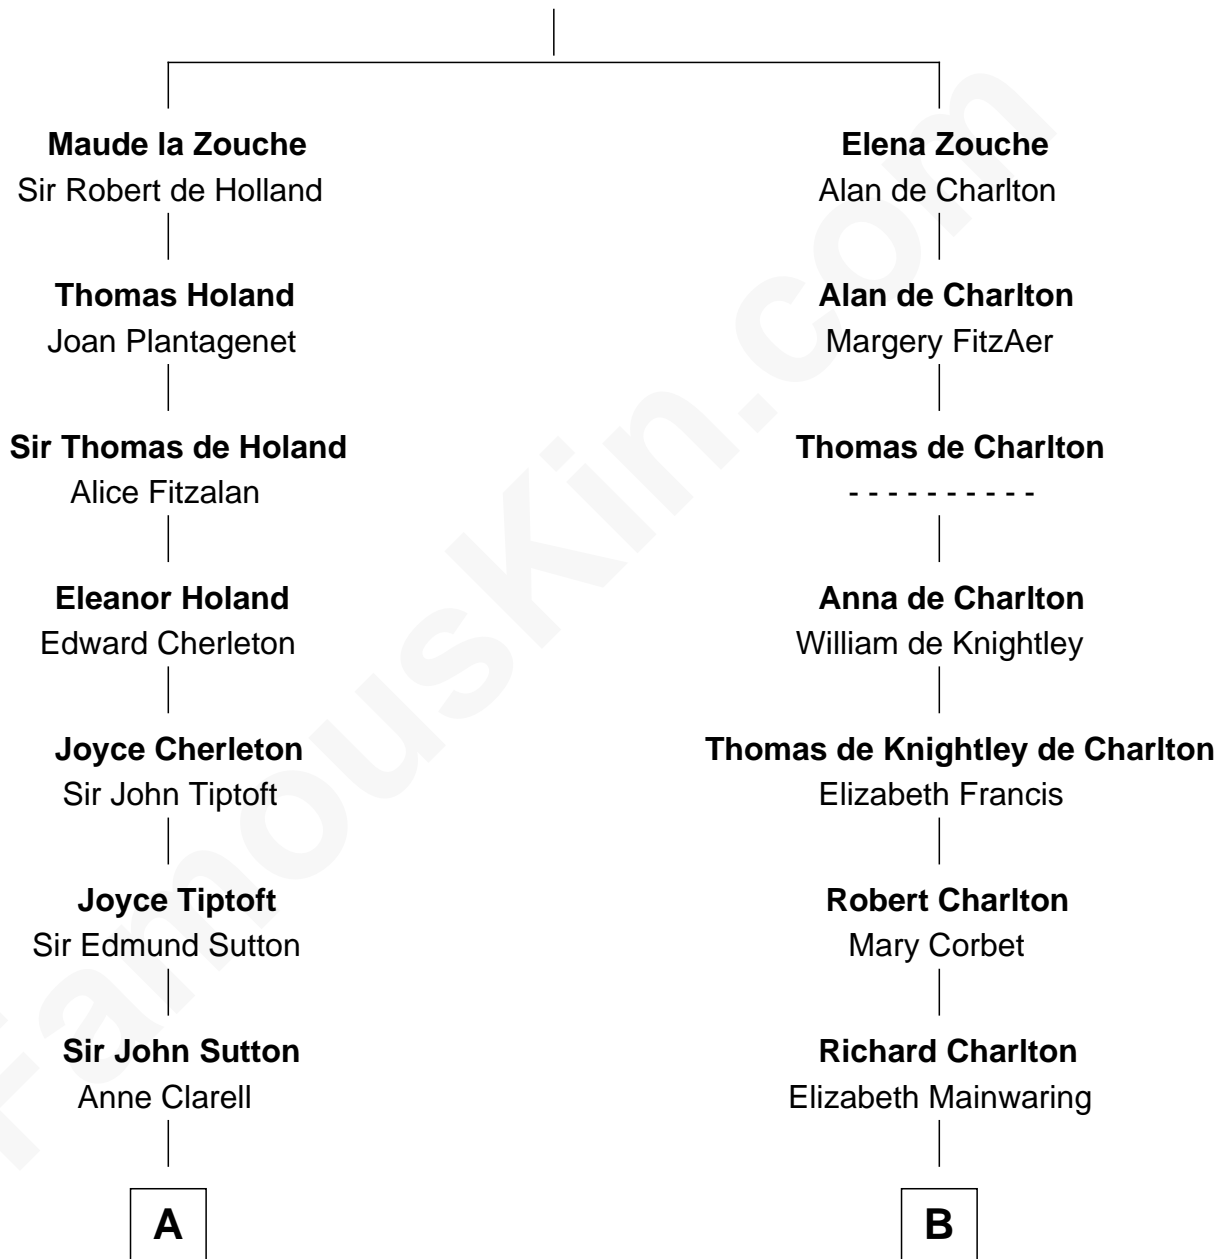 Maude la Zouche
Sir Robert de Holland
Elena Zouche
Alan de Charlton
Thomas Holand
Joan Plantagenet
Alan de Charlton
Margery FitzAer
Sir Thomas de Holand
Alice Fitzalan
Thomas de Charlton
- - - - - - - - - -
Eleanor Holand
Edward Cherleton
Anna de Charlton
William de Knightley
Joyce Cherleton
Sir John Tiptoft
Thomas de Knightley de Charlton
Elizabeth Francis
Joyce Tiptoft
Sir Edmund Sutton
Robert Charlton
Mary Corbet
Sir John Sutton
Anne Clarell
Richard Charlton
Elizabeth Mainwaring
A
B
FamousKin.com